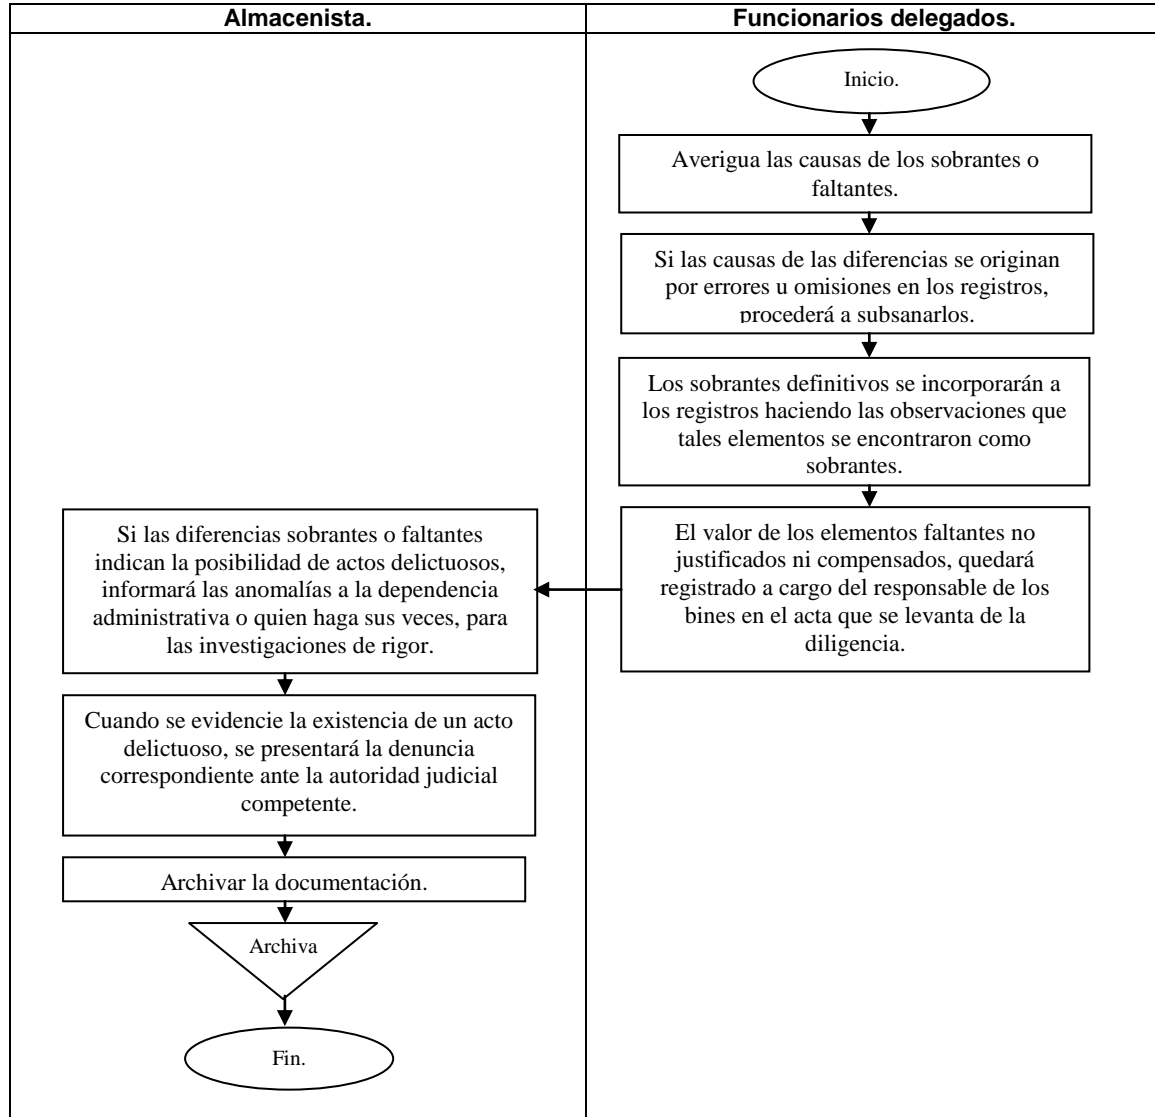 Almacenista.
Funcionarios delegados.
Inicio.
Averigua las causas de los sobrantes o
faltantes.
Si las causas de las diferencias se originan
por errores u omisiones en los registros,
procederá a subsanarlos.
Los sobrantes definitivos se incorporarán a
los registros haciendo las observaciones que
tales elementos se encontraron como
sobrantes.
El valor de los elementos faltantes no
justificados ni compensados, quedará
registrado a cargo del responsable de los
bines en el acta que se levanta de la
diligencia.
Si las diferencias sobrantes o faltantes
indican la posibilidad de actos delictuosos,
informará las anomalías a la dependencia
administrativa o quien haga sus veces, para
las investigaciones de rigor.
Cuando se evidencie la existencia de un acto
delictuoso, se presentará la denuncia
correspondiente ante la autoridad judicial
competente.
Archivar la documentación.
Archiva
Fin.